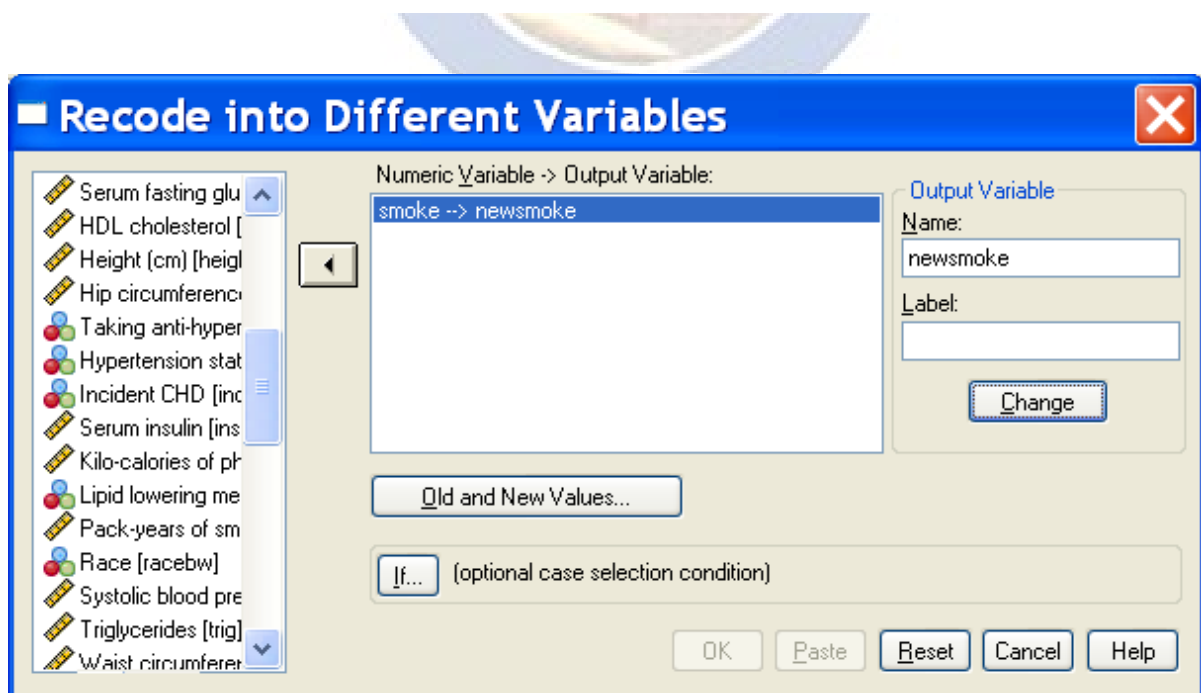 Recode into Different Variables
Serum fasting glu
HDL cholesterol [
Height (cm) [heigl
Hip circumference
Taking anti-hyper
Hypertension stat
Incident CHD [inc
Serum insulin [ins
Kilo-calories of ph
Lipid lowering me
Pack-years of sm
Race [racebw]
Systolic blood pre
Triglycerides [trig]
Waist circumferer
Numeric Variable -> Output Variable:
smoke --> newsmoke
Output Variable
Name:
newsmoke
Label:
Change
Old and New Values...
If... (optional case selection condition)
OK Paste Reset Cancel Help